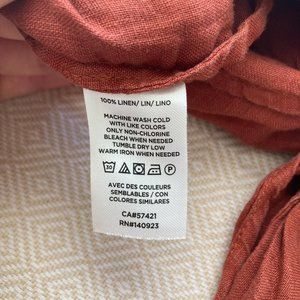 100% LINEN/ LIN/ LINO
MACHINE WASH COLD
WITH LIKE COLORS
ONLY NON-CHLORINE
BLEACH WHEN NEEDED
TUMBLE DRY LOW
WARM IRON WHEN NEEDED
30 P
AVEC DES COULEURS
SEMBLABLES / CON
COLORES SIMILARES
CA#57421
RN#140923